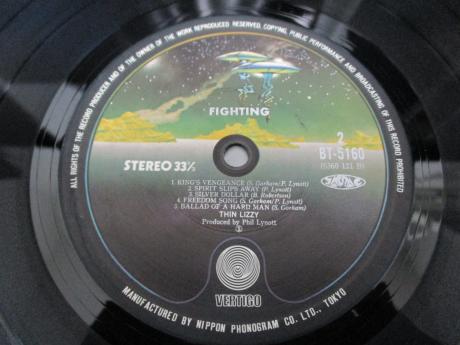 ALL RIGHTS OF THE RECORD PRODUCER AND OF THE OWNER OF THE WORK REPRODUCED RESERVED. COPYING, PUBLIC PERFORMANCE AND BROADCASTING OF THIS RECORD PROHIBITED
FIGHTING
STEREO 33⅓
2
BT-5160
(6360 121 B)
1. KING'S VENGEANCE (S. Gorham/P. Lynott)
2. SPIRIT SLIPS AWAY (P. Lynott)
3. SILVER DOLLAR (B. Robertson)
4. FREEDOM SONG (S. Gorham/P. Lynott)
5. BALLAD OF A HARD MAN (S. Gorham)
THIN LIZZY
Produced by Phil Lynott
VERTIGO
MANUFACTURED BY NIPPON PHONOGRAM CO. LTD., TOKYO